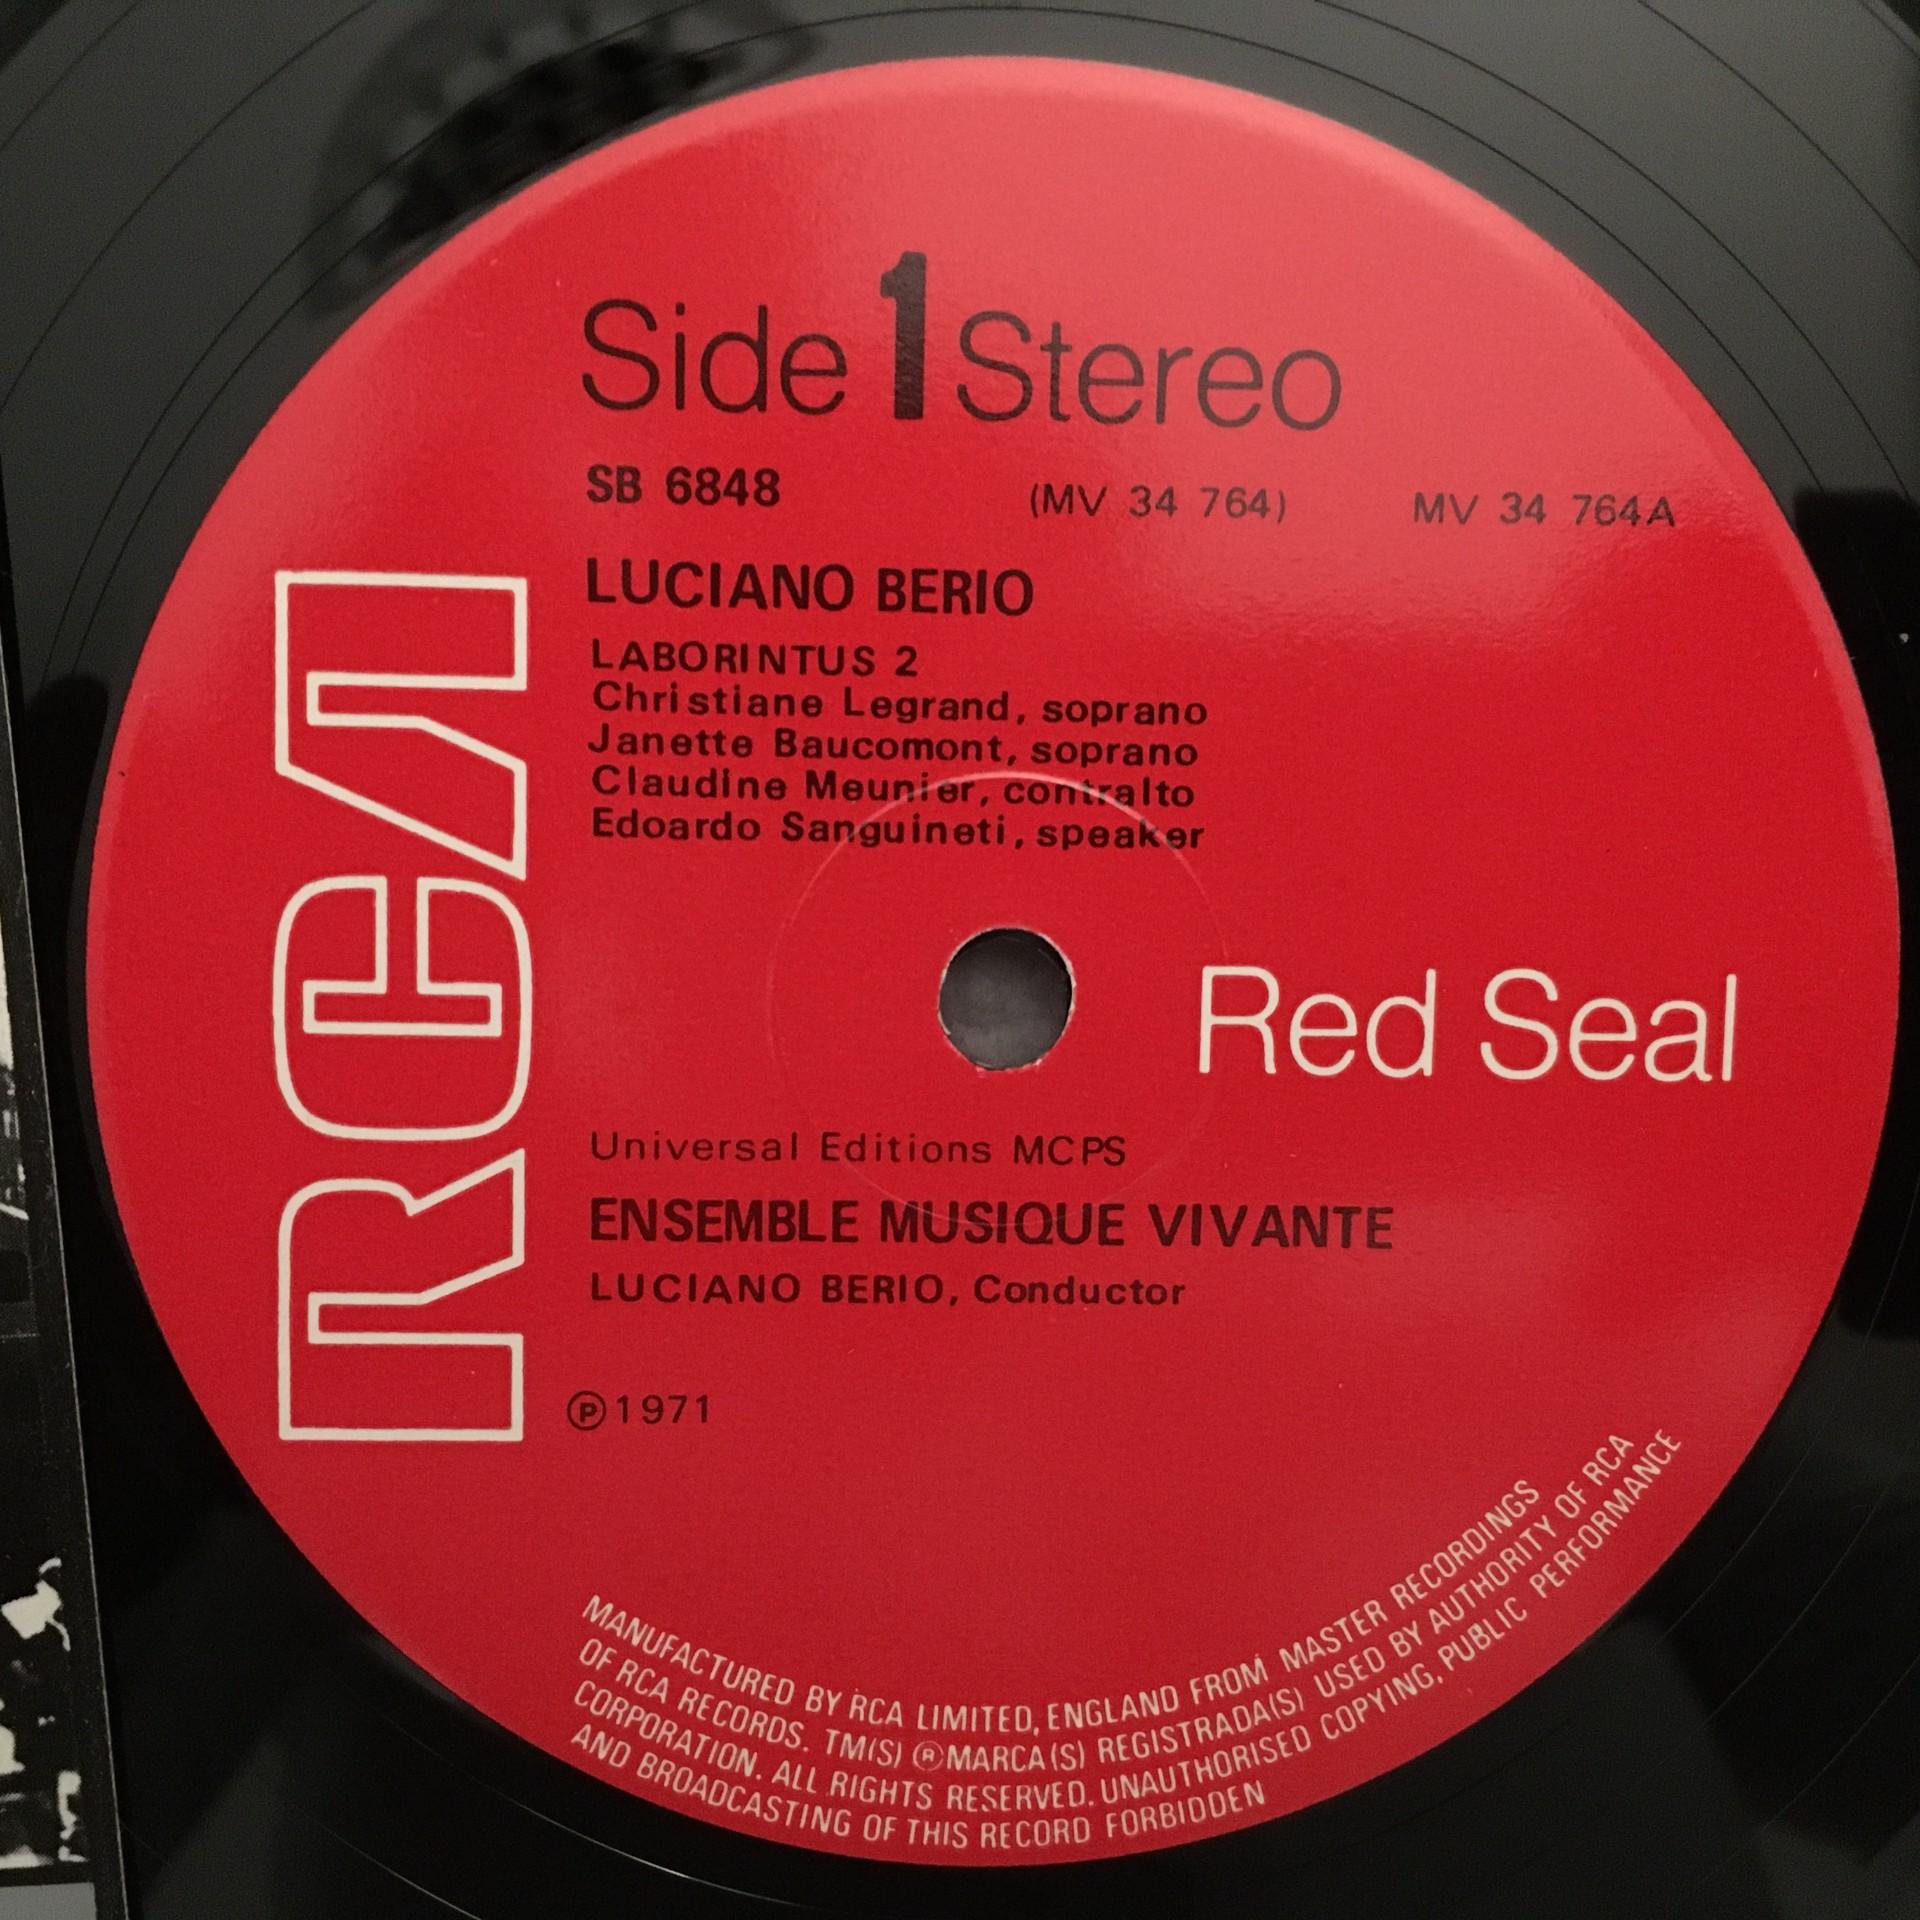 Side 1 Stereo
SB 6848 (MV 34 764) MV 34 764A
LUCIANO BERIO
LABORINTUS 2
Christiane Legrand, soprano
Janette Baucomont, soprano
Claudine Meunier, contralto
Edoardo Sanguineti, speaker
RCA
Red Seal
Universal Editions MCPS
ENSEMBLE MUSIQUE VIVANTE
LUCIANO BERIO, Conductor
℗1971
MANUFACTURED BY RCA LIMITED, ENGLAND FROM MASTER RECORDINGS
OF RCA RECORDS. TM(S) ® MARCA(S) REGISTRADA(S) USED BY AUTHORITY OF RCA
CORPORATION. ALL RIGHTS RESERVED. UNAUTHORISED COPYING, PUBLIC PERFORMANCE
AND BROADCASTING OF THIS RECORD FORBIDDEN